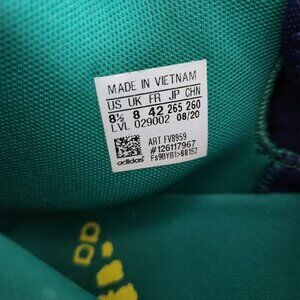 MADE IN VIETNAM
US UK FR JP CHN
8½ 8 42 265 260
LVL 029002 08/20
ART FV8959
#126117967
adidas
DD